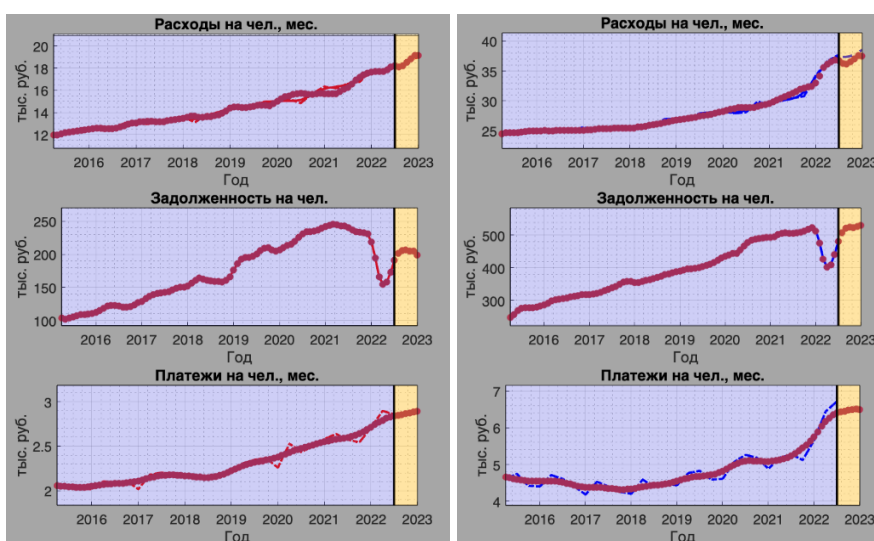 Расходы на чел., мес.
20
18
16
14
12
тыс. руб.
2016 2017 2018 2019 2020 2021 2022 2023
Год
Задолженность на чел.
250
200
150
100
тыс. руб.
2016 2017 2018 2019 2020 2021 2022 2023
Год
Платежи на чел., мес.
3
2.5
2
тыс. руб.
2016 2017 2018 2019 2020 2021 2022 2023
Год
Расходы на чел., мес.
40
35
30
25
тыс. руб.
2016 2017 2018 2019 2020 2021 2022 2023
Год
Задолженность на чел.
500
400
300
тыс. руб.
2016 2017 2018 2019 2020 2021 2022 2023
Год
Платежи на чел., мес.
7
6
5
4
тыс. руб.
2016 2017 2018 2019 2020 2021 2022 2023
Год